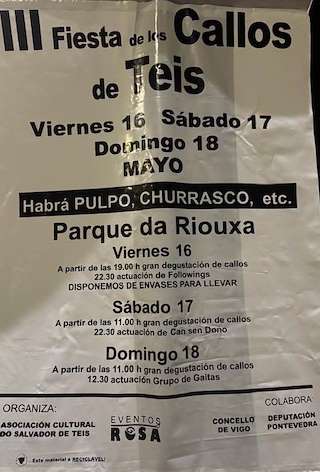 III Fiesta de los Callos
de Teis
Viernes 16 Sábado 17
Domingo 18
MAYO
Habrá PULPO, CHURRASCO, etc.
Parque da Riouxa
Viernes 16
A partir de las 19.00 h gran degustación de callos
22.30 actuación de Followings
DISPONEMOS DE ENVASES PARA LLEVAR
Sábado 17
A partir de las 11.00 h gran degustación de callos
22.30 actuación de Can sen Dono
Domingo 18
A partir de las 11.00 h gran degustación de callos
12.30 actuación Grupo de Gaitas
ORGANIZA:
ASOCIACIÓN CULTURAL
DO SALVADOR DE TEIS
EVENTOS
ROSA
COLABORA
CONCELLO
DE VIGO
DEPUTACIÓN
PONTEVEDRA
Este material é RECICLABLE!